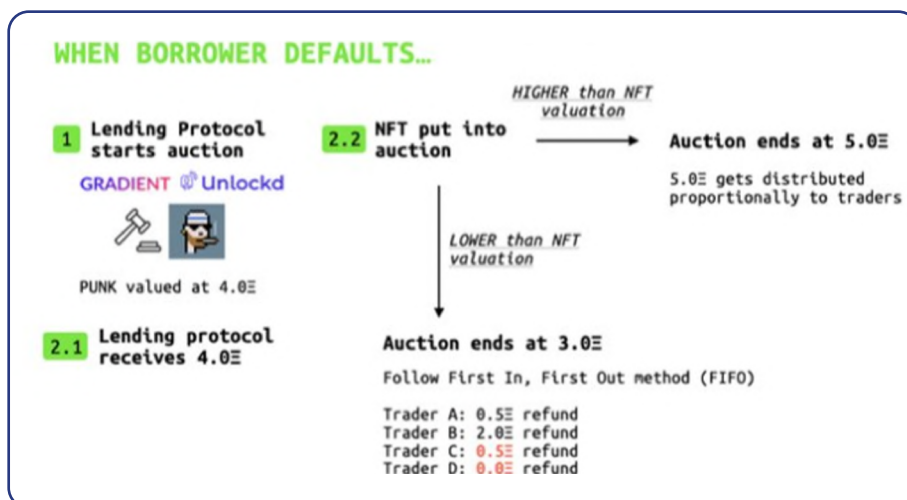 WHEN BORROWER DEFAULTS…
1 Lending Protocol
starts auction
GRADIENT Unlockd
PUNK valued at 4.0Ξ
2.1 Lending protocol
receives 4.0Ξ
2.2 NFT put into
auction
HIGHER than NFT
valuation
Auction ends at 5.0Ξ
5.0Ξ gets distributed
proportionally to traders
LOWER than NFT
valuation
Auction ends at 3.0Ξ
Follow First In, First Out method (FIFO)
Trader A: 0.5Ξ refund
Trader B: 2.0Ξ refund
Trader C: 0.5Ξ refund
Trader D: 0.0Ξ refund